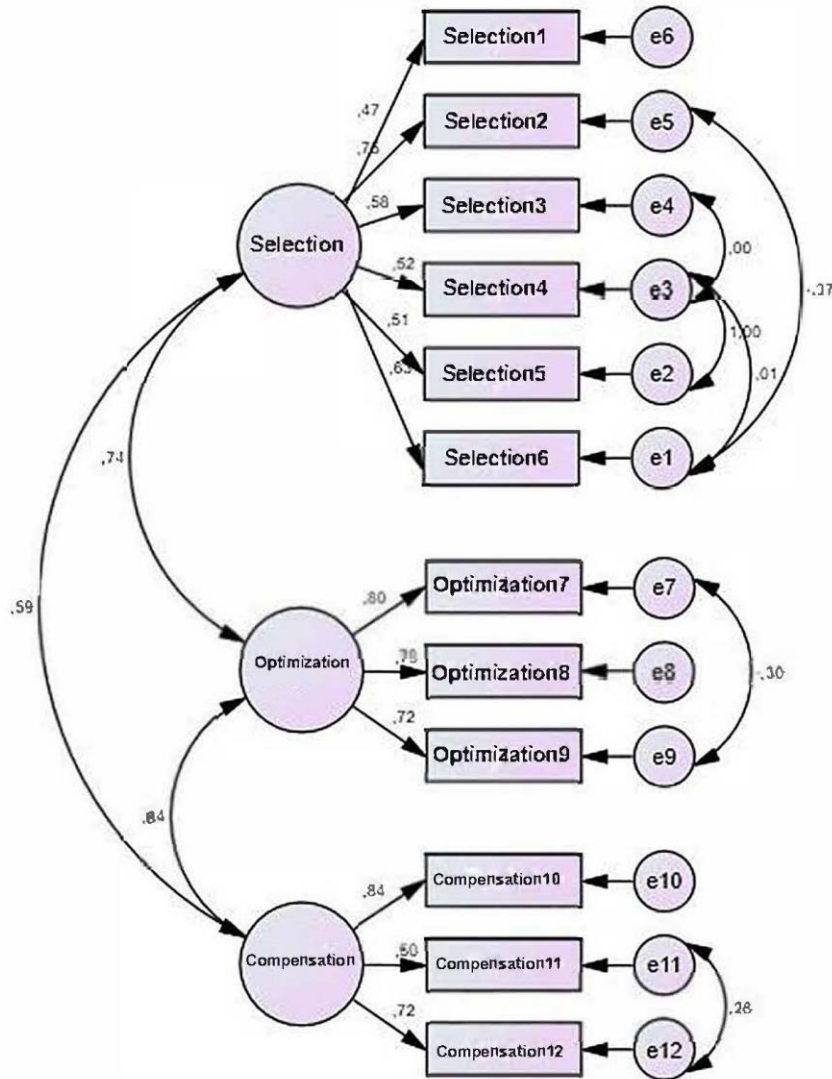 Selection1
e6
,47
Selection2
e5
Selection3
e4
,58
,00
Selection
Selection4
e3
,52
-,37
,51
1,00
Selection5
e2
,01
Selection6
e1
,74
Optimization7
e7
,80
,59
Optimization
,78
Optimization8
e8
-,30
,72
Optimization9
e9
,84
Compensation10
e10
,84
Compensation
Compensation11
e11
,72
Compensation12
e12